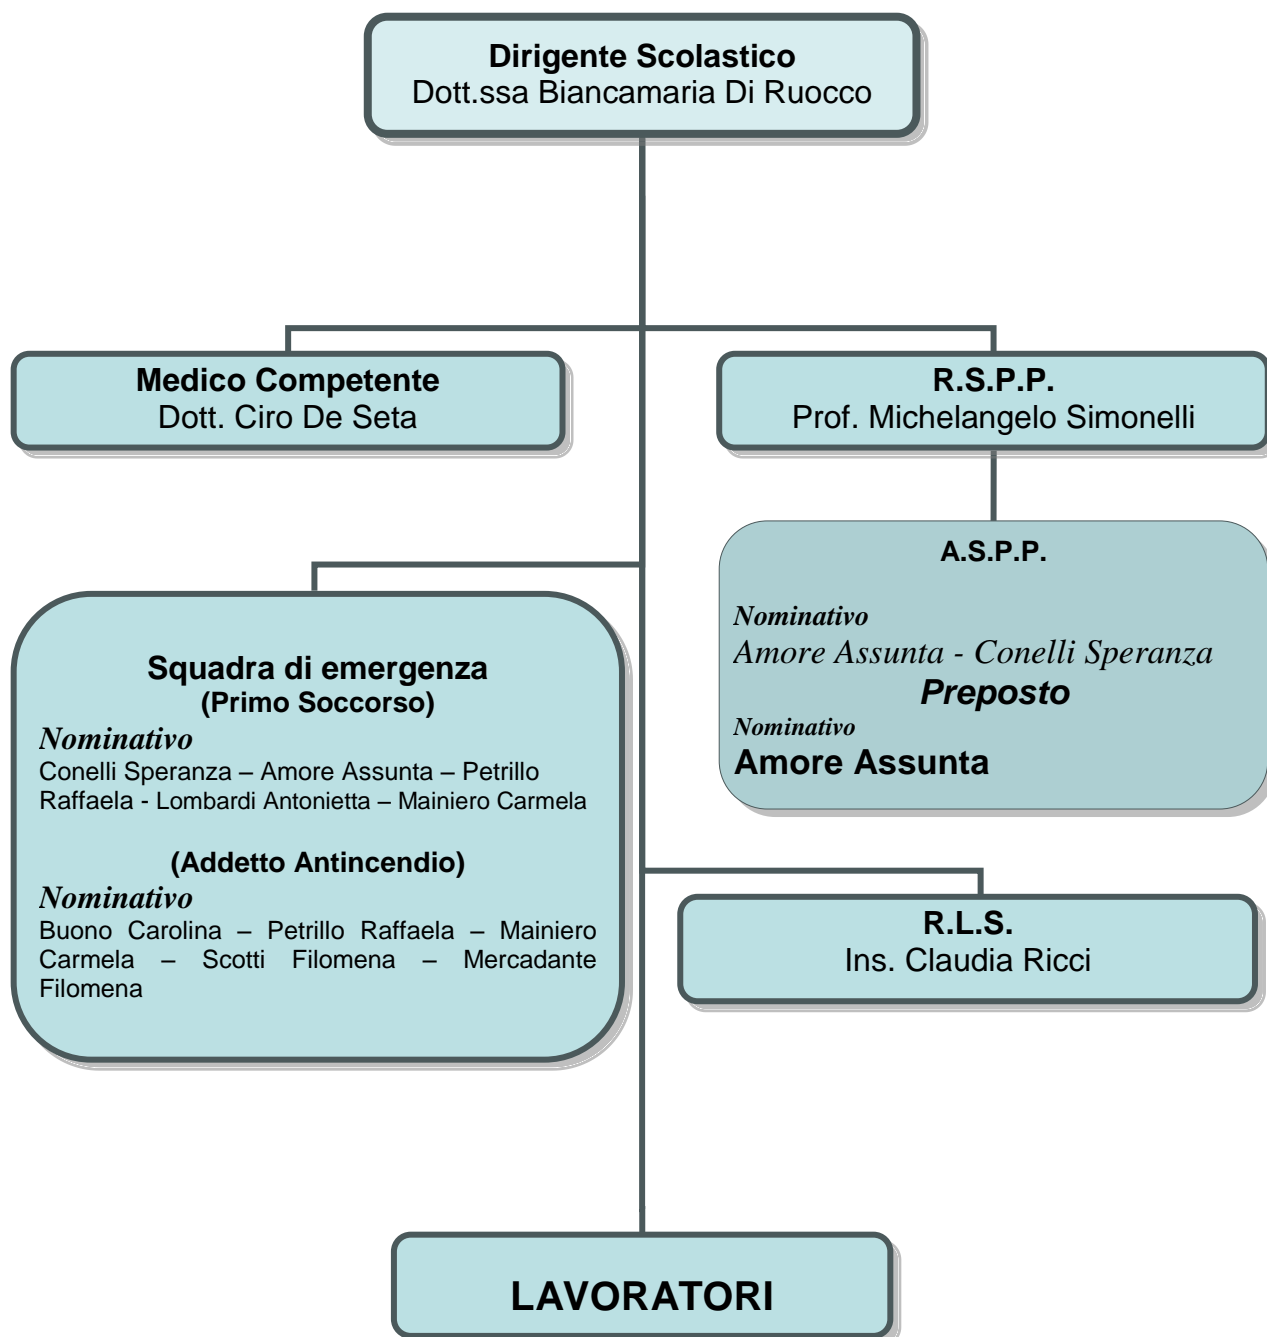 Dirigente Scolastico
Dott.ssa Biancamaria Di Ruocco
Medico Competente
Dott. Ciro De Seta
R.S.P.P.
Prof. Michelangelo Simonelli
A.S.P.P.
Nominativo
Amore Assunta - Conelli Speranza
Preposto
Nominativo
Amore Assunta
Squadra di emergenza
(Primo Soccorso)
Nominativo
Conelli Speranza – Amore Assunta – Petrillo
Raffaela - Lombardi Antonietta – Mainiero Carmela
(Addetto Antincendio)
Nominativo
Buono Carolina – Petrillo Raffaela – Mainiero
Carmela – Scotti Filomena – Mercadante
Filomena
R.L.S.
Ins. Claudia Ricci
LAVORATORI